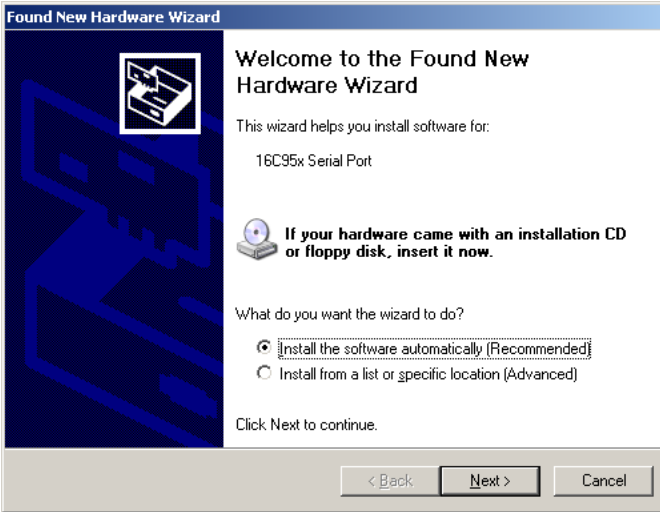 Found New Hardware Wizard
Welcome to the Found New
Hardware Wizard
This wizard helps you install software for:
16C95x Serial Port
If your hardware came with an installation CD
or floppy disk, insert it now.
What do you want the wizard to do?
Install the software automatically (Recommended)
Install from a list or specific location (Advanced)
Click Next to continue.
< Back
Next >
Cancel